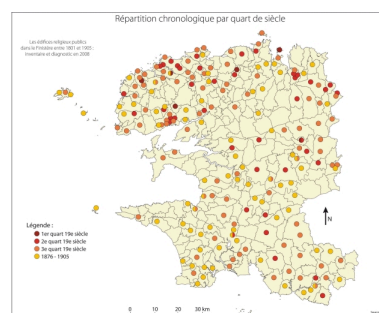 Répartition chronologique par quart de siècle
Les édifices religieux publics
dans le Finistère entre 1801 et 1905 :
inventaire et diagnostic en 2008
N
Légende :
1er quart 19e siècle
2e quart 19e siècle
3e quart 19e siècle
1876 - 1905
0 10 20 30 km